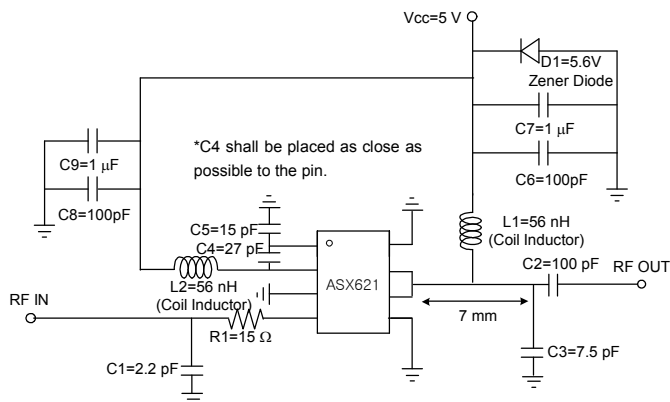 Vcc=5 V
D1=5.6V
Zener Diode
C7=1 μF
C6=100pF
*C4 shall be placed as close as
possible to the pin.
C9=1 μF
C8=100pF
C5=15 pF
C4=27 pF
L1=56 nH
(Coil Inductor)
ASX621
C2=100 pF
RF OUT
L2=56 nH
(Coil Inductor)
RF IN
R1=15 Ω
7 mm
C1=2.2 pF
C3=7.5 pF